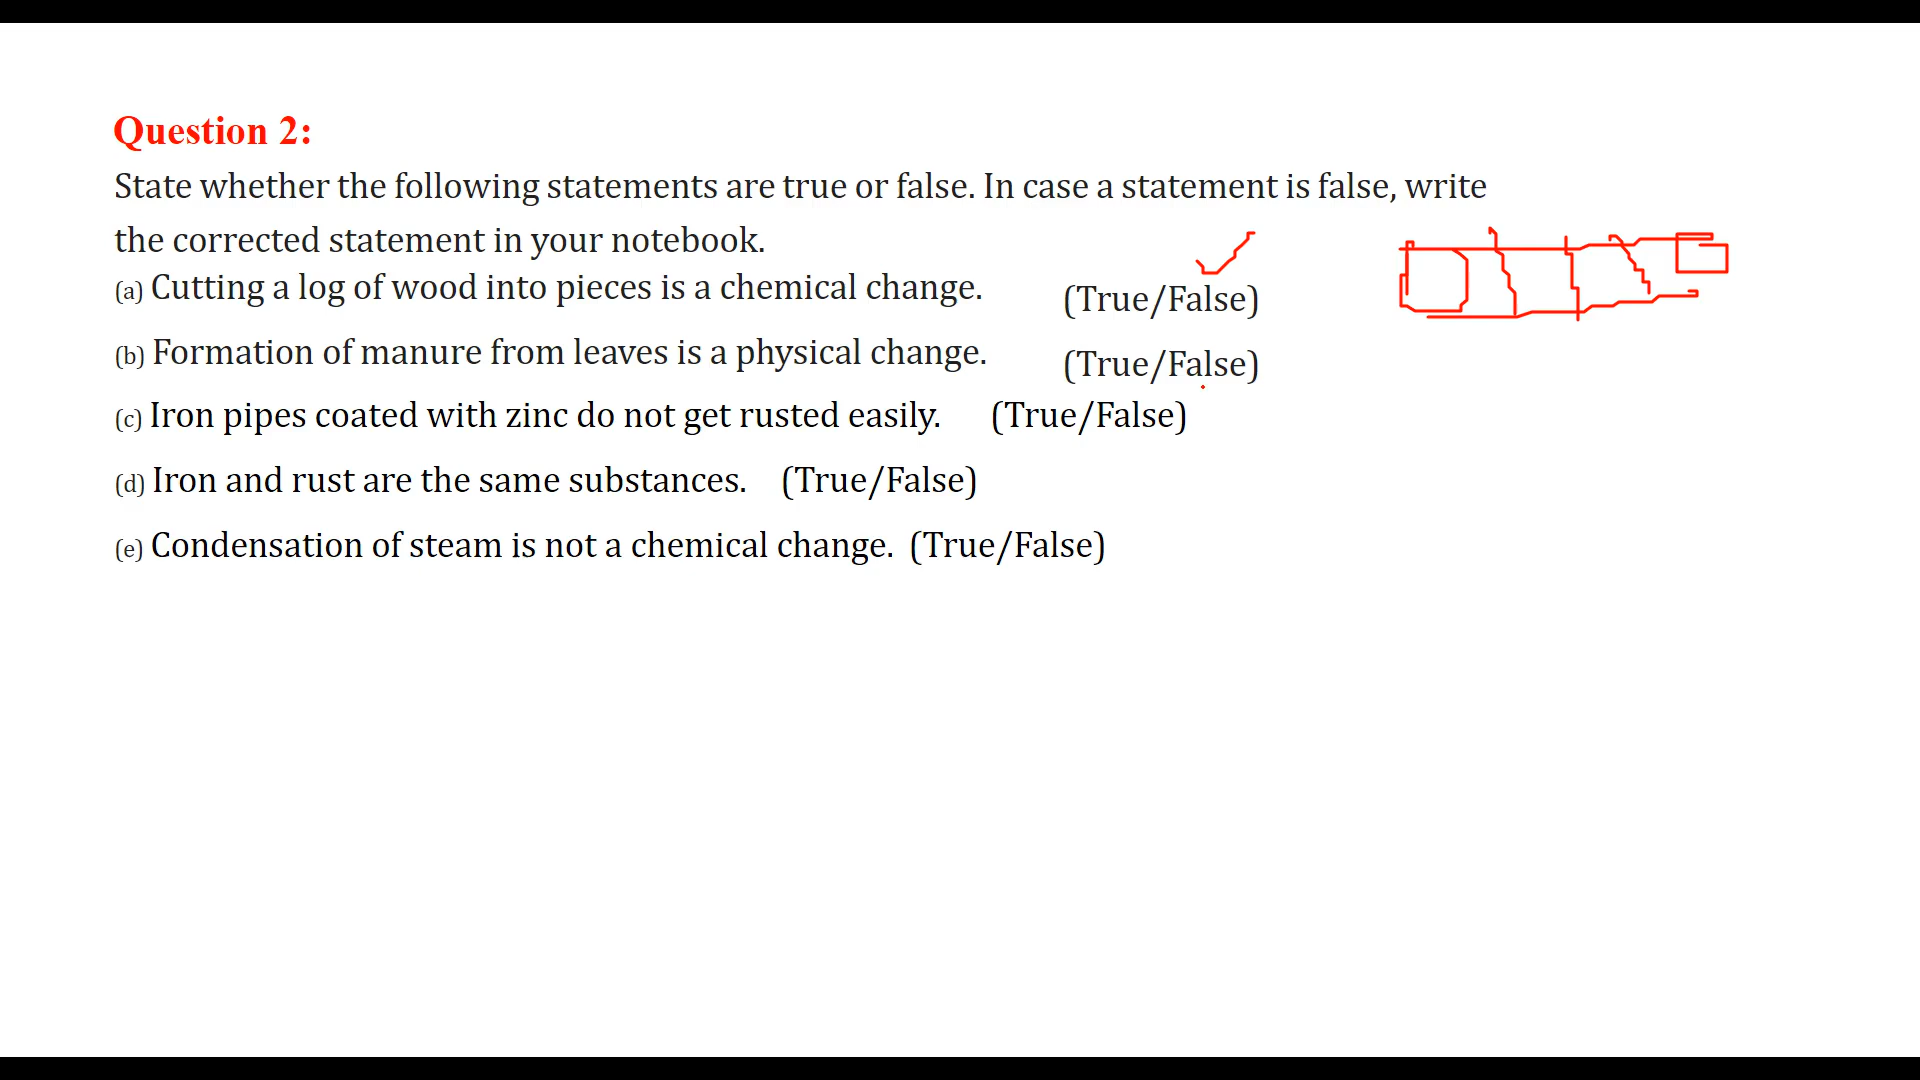 Question 2:
State whether the following statements are true or false. In case a statement is false, write
the corrected statement in your notebook.
(a) Cutting a log of wood into pieces is a chemical change. (True/False)
(b) Formation of manure from leaves is a physical change. (True/False)
(c) Iron pipes coated with zinc do not get rusted easily. (True/False)
(d) Iron and rust are the same substances. (True/False)
(e) Condensation of steam is not a chemical change. (True/False)